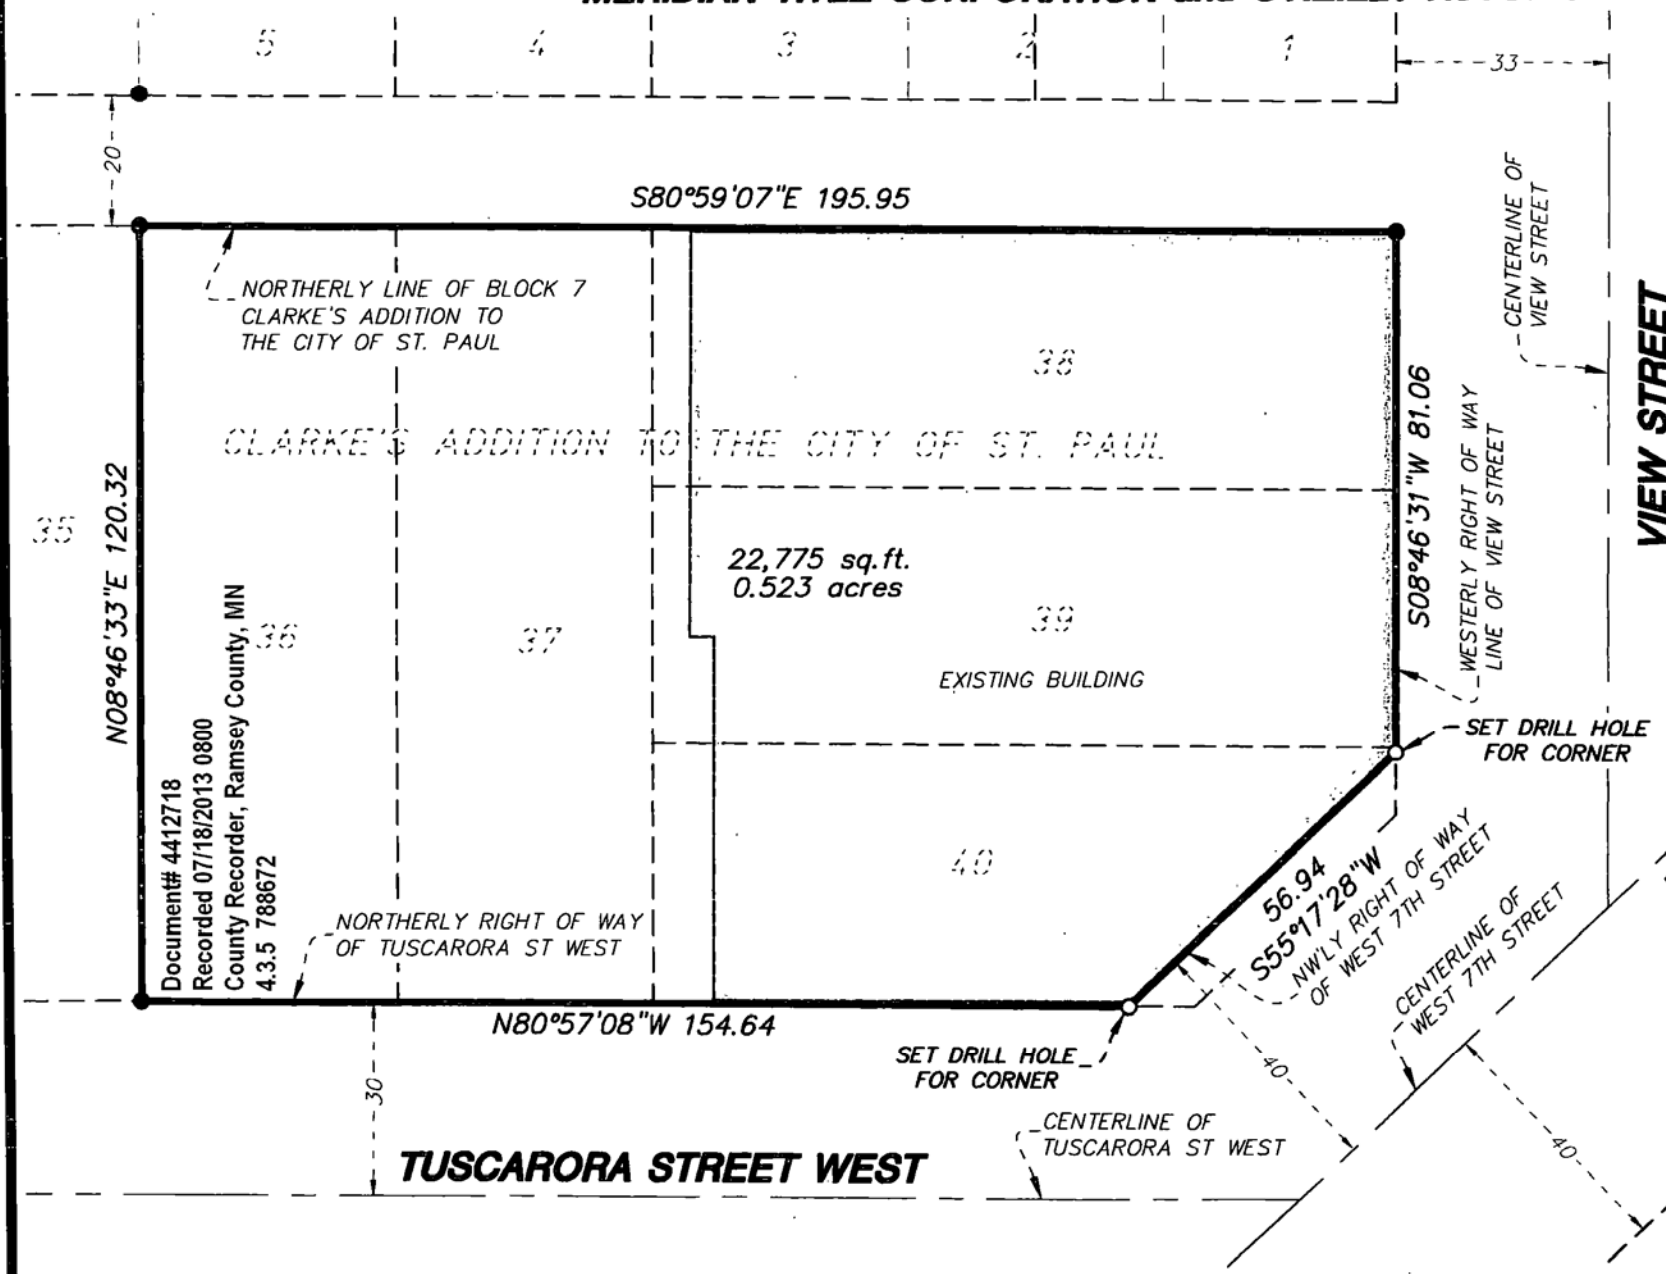 MERIDIAN TITLE CORPORATION and
5
4
3
2
1
33
20
S80°59'07"E 195.95
NORTHERLY LINE OF BLOCK 7
CLARKE'S ADDITION TO
THE CITY OF ST. PAUL
CENTERLINE OF
VIEW STREET
VIEW STREET
38
CLARKE'S ADDITION TO THE CITY OF ST. PAUL
S08°46'31"W 81.06
WESTERLY RIGHT OF WAY
LINE OF VIEW STREET
35
N08°46'33"E 120.32
22,775 sq.ft.
0.523 acres
36
37
39
EXISTING BUILDING
SET DRILL HOLE
FOR CORNER
Document# 4412718
Recorded 07/18/2013 0800
County Recorder, Ramsey County, MN
4.3.5 788672
40
56.94
S55°17'28"W
NW'LY RIGHT OF WAY
OF WEST 7TH STREET
NORTHERLY RIGHT OF WAY
OF TUSCARORA ST WEST
CENTERLINE OF
WEST 7TH STREET
N80°57'08"W 154.64
SET DRILL HOLE
FOR CORNER
30
40
40
CENTERLINE OF
TUSCARORA ST WEST
TUSCARORA STREET WEST